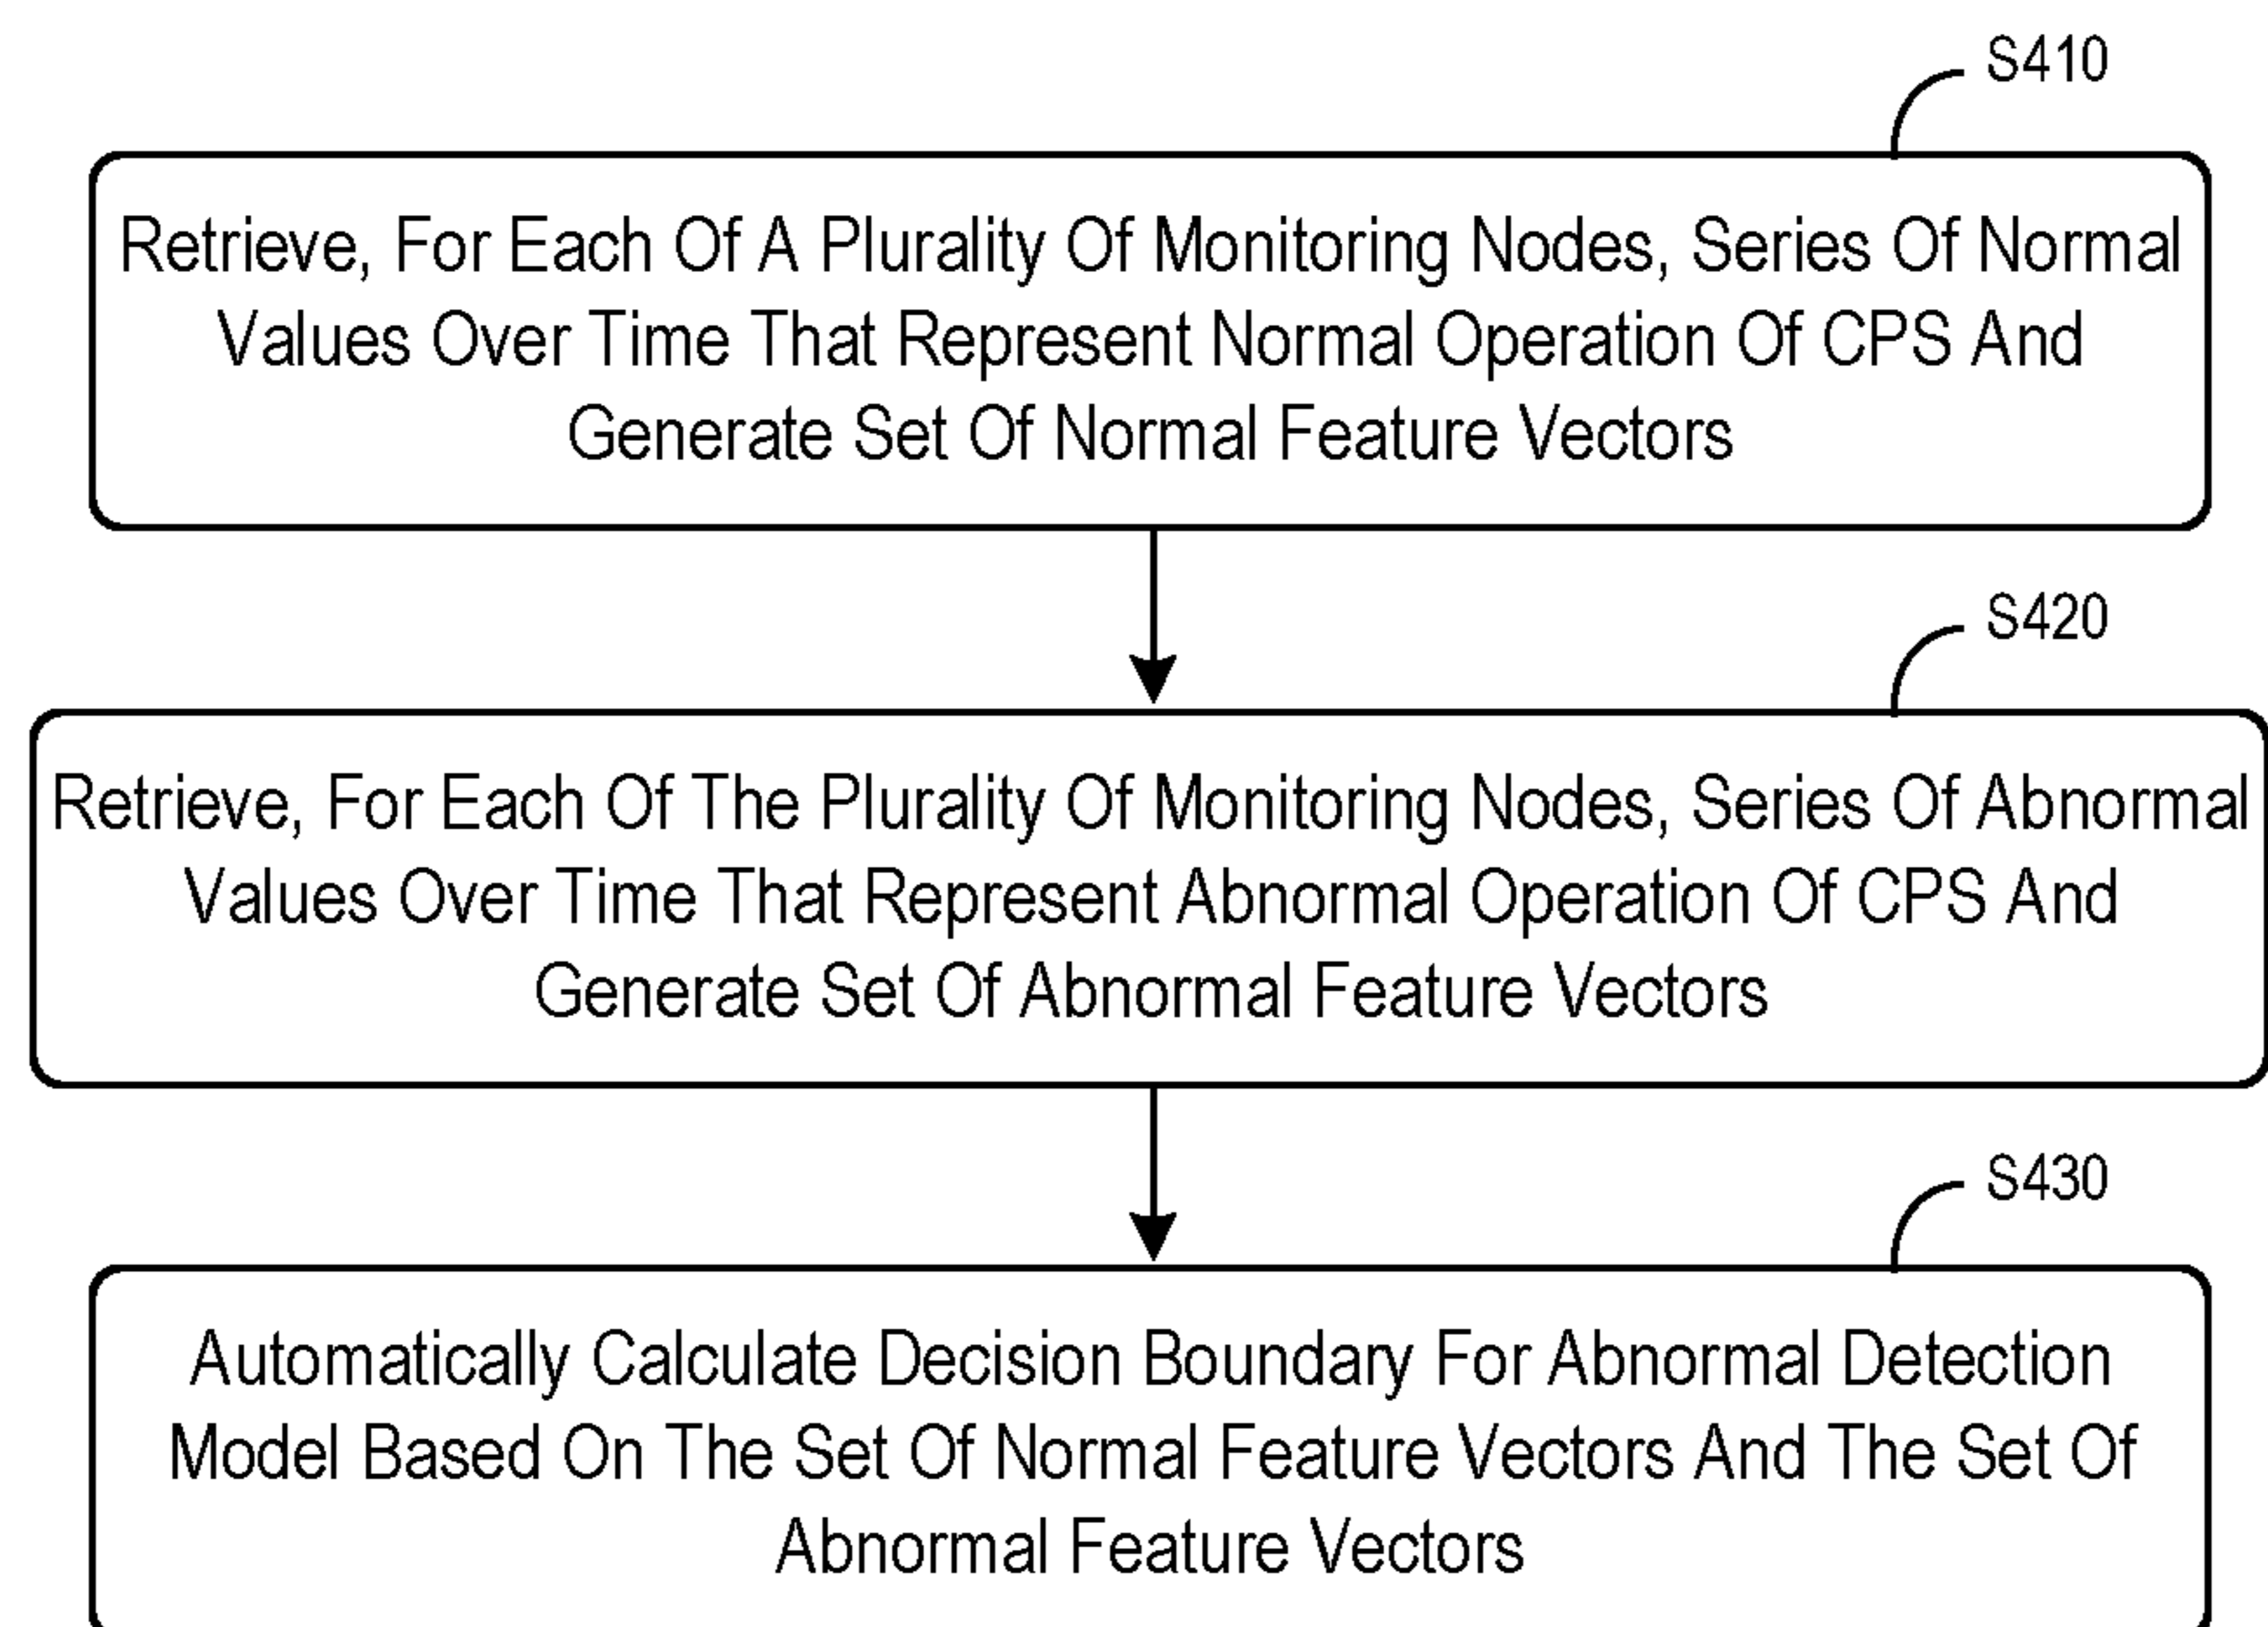 S410
Retrieve, For Each Of A Plurality Of Monitoring Nodes, Series Of Normal
Values Over Time That Represent Normal Operation Of CPS And
Generate Set Of Normal Feature Vectors
S420
Retrieve, For Each Of The Plurality Of Monitoring Nodes, Series Of Abnormal
Values Over Time That Represent Abnormal Operation Of CPS And
Generate Set Of Abnormal Feature Vectors
S430
Automatically Calculate Decision Boundary For Abnormal Detection
Model Based On The Set Of Normal Feature Vectors And The Set Of
Abnormal Feature Vectors